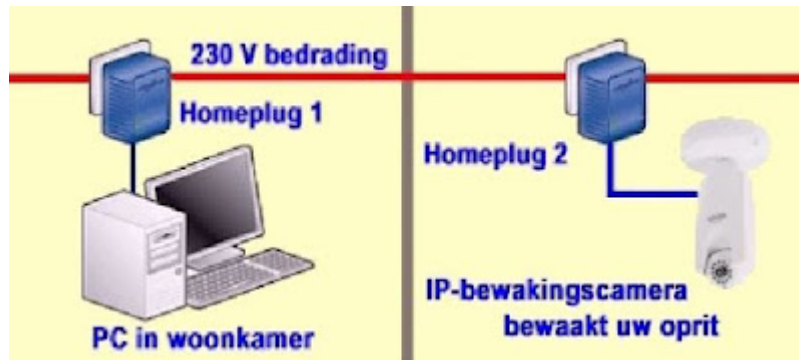 230 V bedrading
Homeplug 1
Homeplug 2
PC in woonkamer
IP-bewakingscamera
bewaakt uw oprit